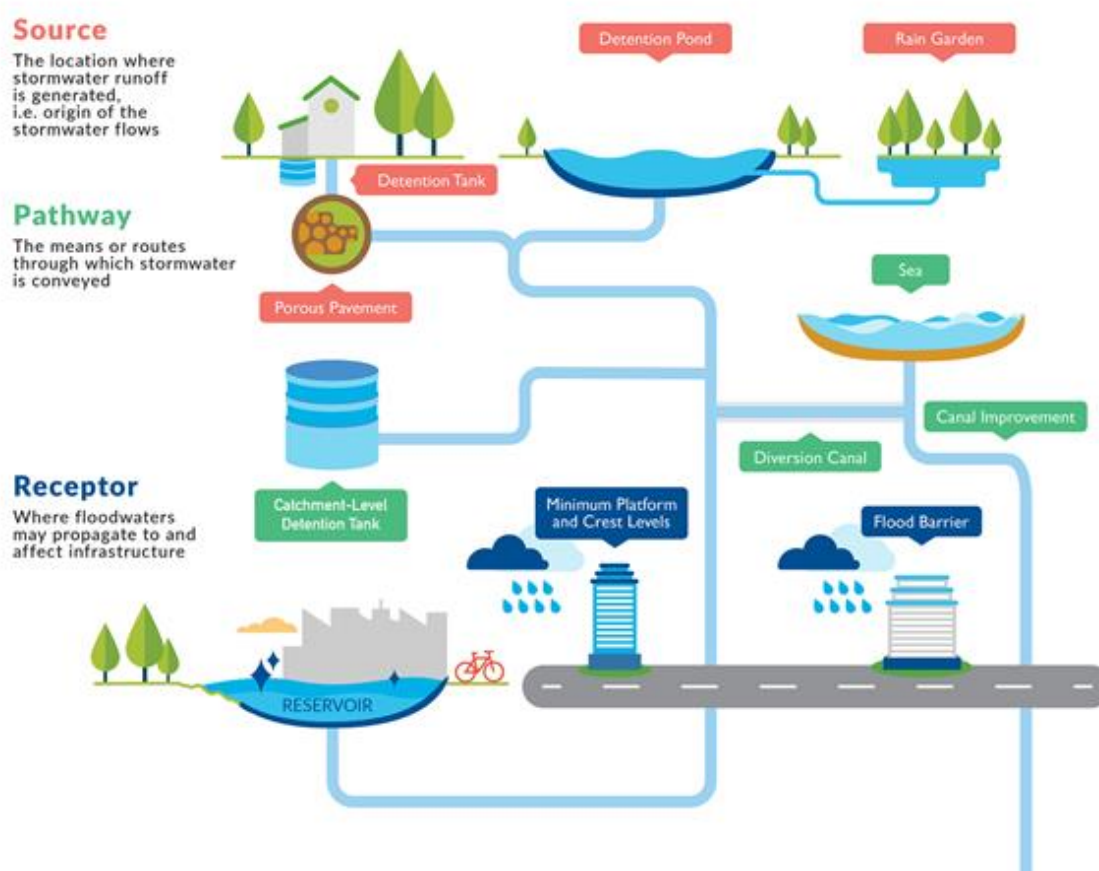 Source
The location where
stormwater runoff
is generated,
i.e. origin of the
stormwater flows
Detention Pond
Rain Garden
Detention Tank
Pathway
The means or routes
through which stormwater
is conveyed
Porous Pavement
Sea
Canal Improvement
Diversion Canal
Catchment-Level
Detention Tank
Receptor
Where floodwaters
may propagate to and
affect infrastructure
Minimum Platform
and Crest Levels
Flood Barrier
RESERVOIR